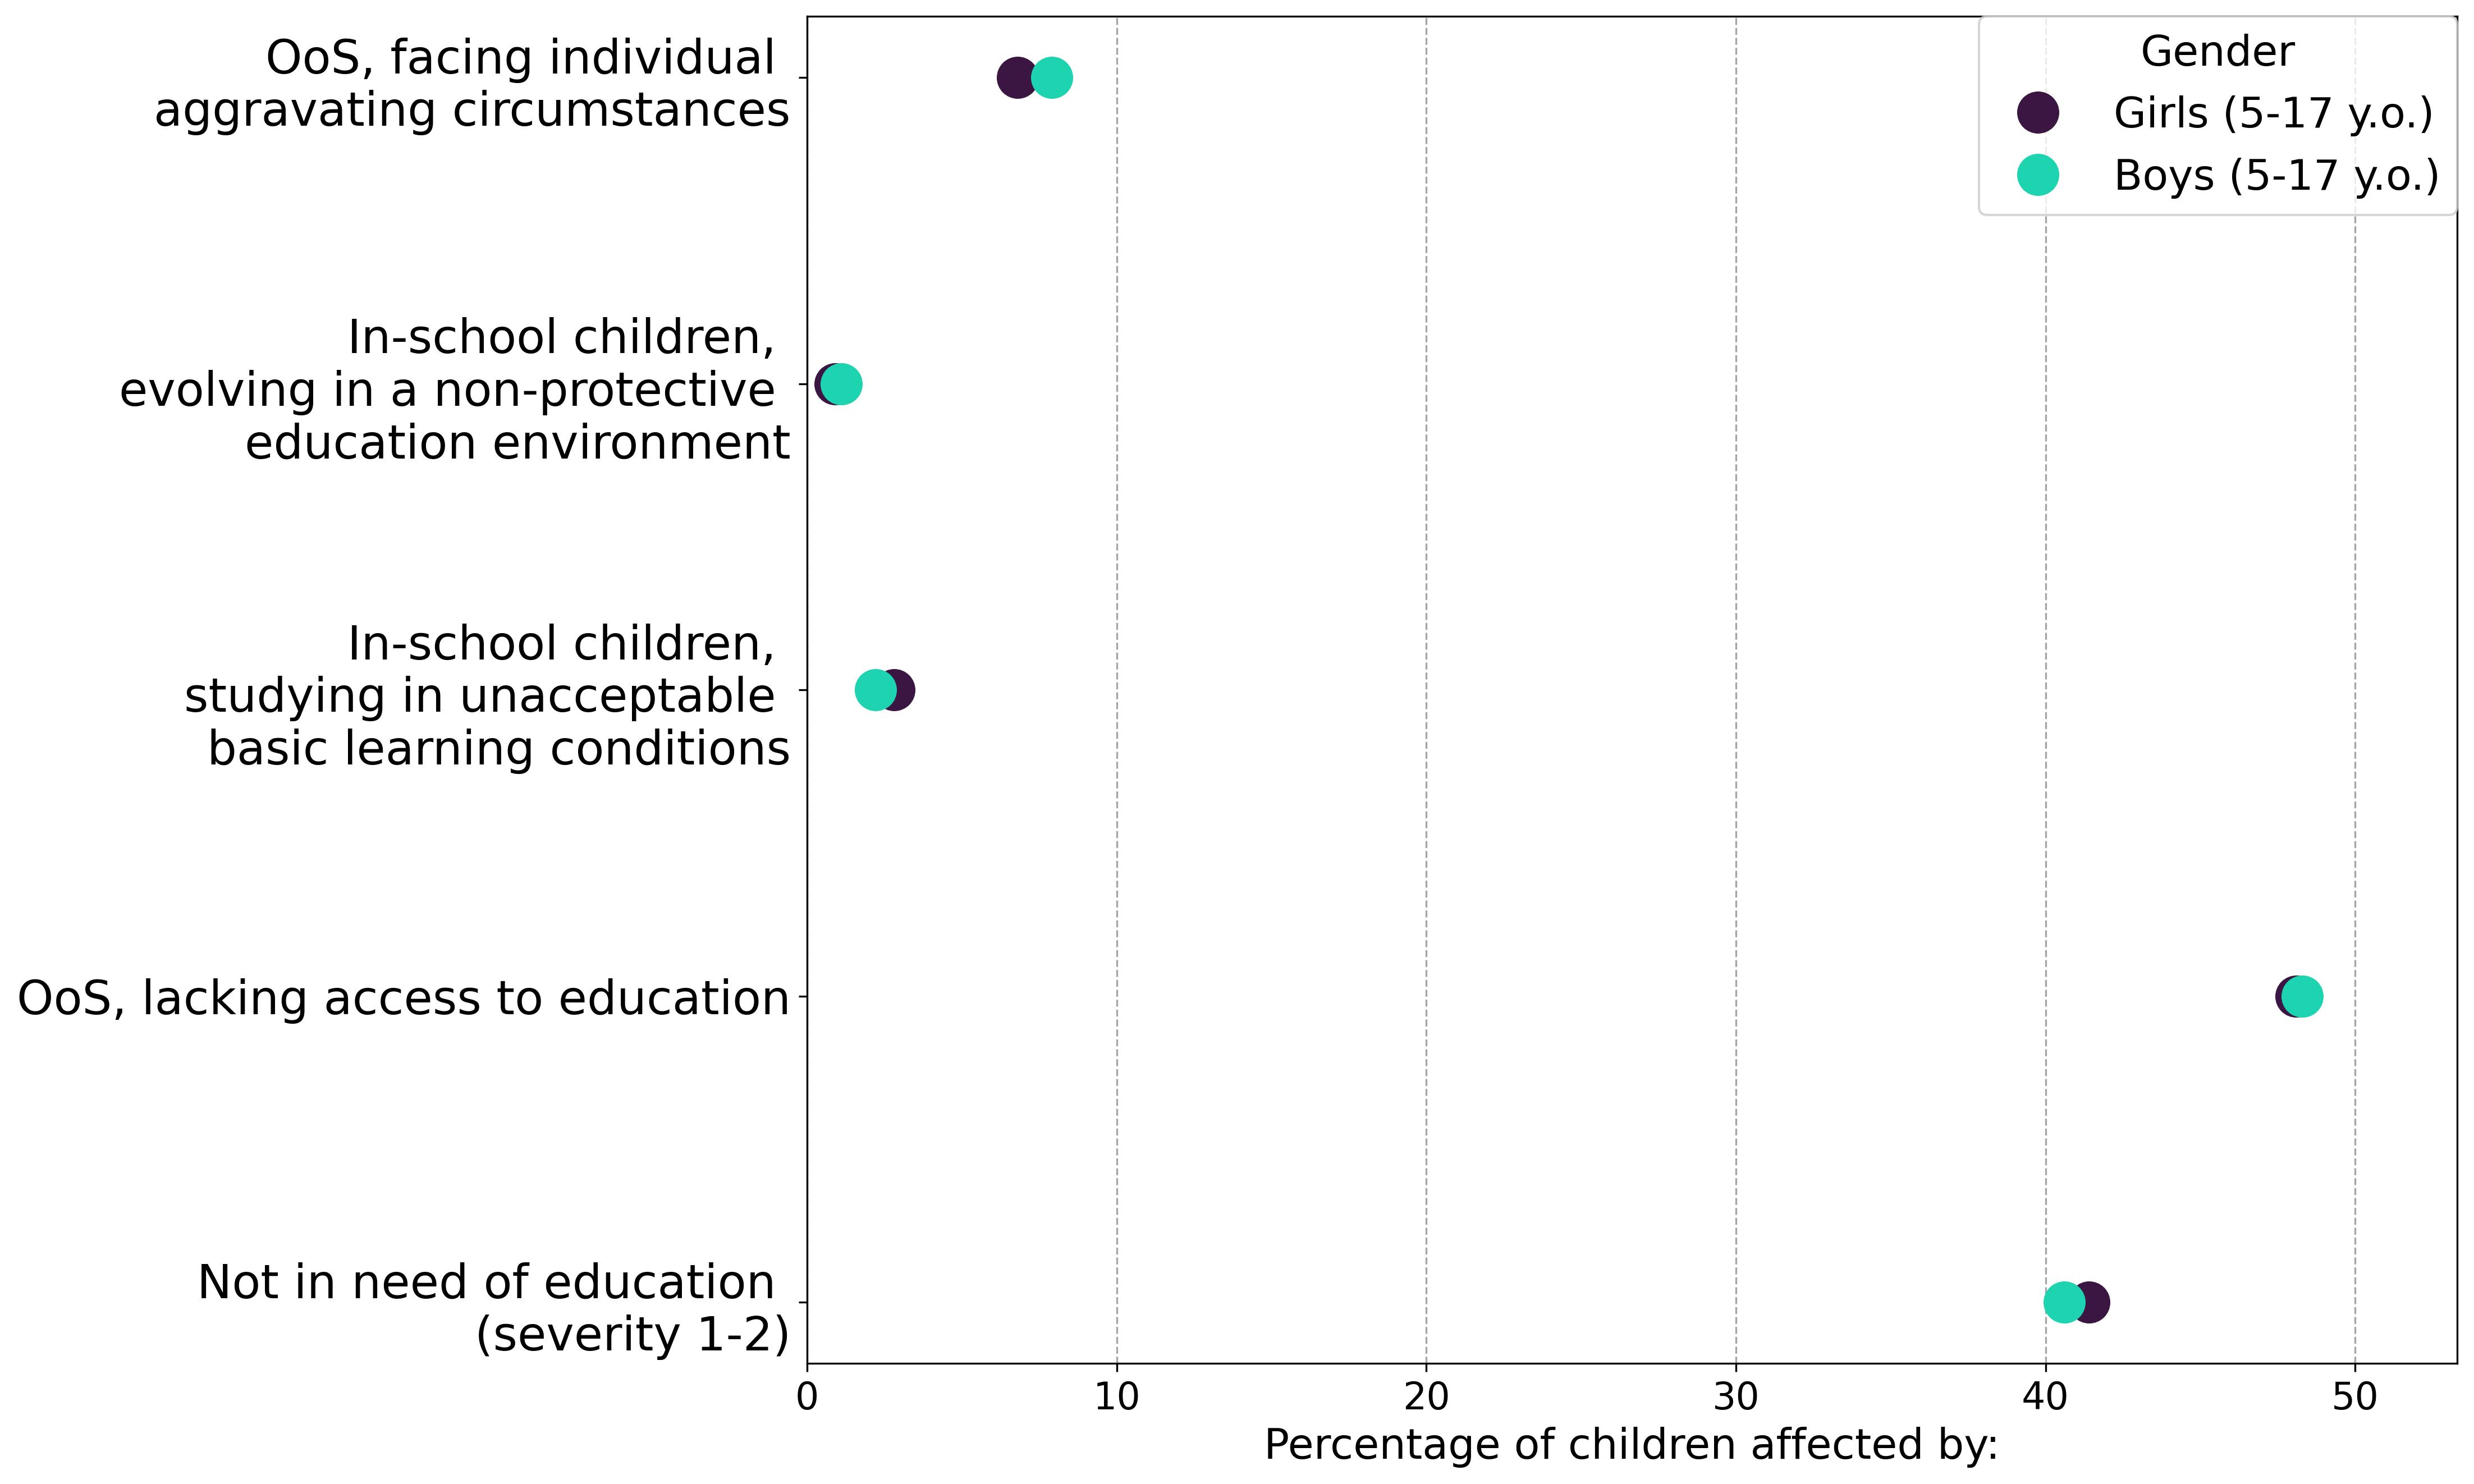 OoS, facing individual
aggravating circumstances
In-school children,
evolving in a non-protective
education environment
In-school children,
studying in unacceptable
basic learning conditions
OoS, lacking access to education
Not in need of education
(severity 1-2)
Gender
Girls (5-17 y.o.)
Boys (5-17 y.o.)
0 10 20 30 40 50
Percentage of children affected by: